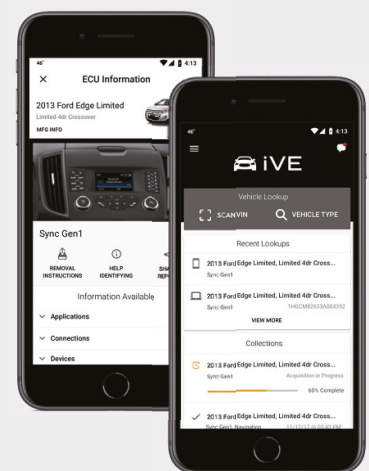 46°
4:13
ECU Information
2013 Ford Edge Limited
Limited 4dr Crossover
MFG INFO
Sync Gen1
REMOVAL
INSTRUCTIONS
HELP
IDENTIFYING
Information Available
Applications
Connections
Devices
46°
4:13
iVE
Vehicle Lookup
SCAN VIN
VEHICLE TYPE
Recent Lookups
2013 Ford Edge Limited, Limited 4dr Cross...
Sync Gen1
2013 Ford Edge Limited, Limited 4dr Cross...
Sync Gen1
1HGCM82633A004352
VIEW MORE
Collections
2013 Ford Edge Limited, Limited 4dr Cross...
Sync Gen1
Acquisition in Progress
60% Complete
2013 Ford Edge Limited, Limited 4dr Cross...